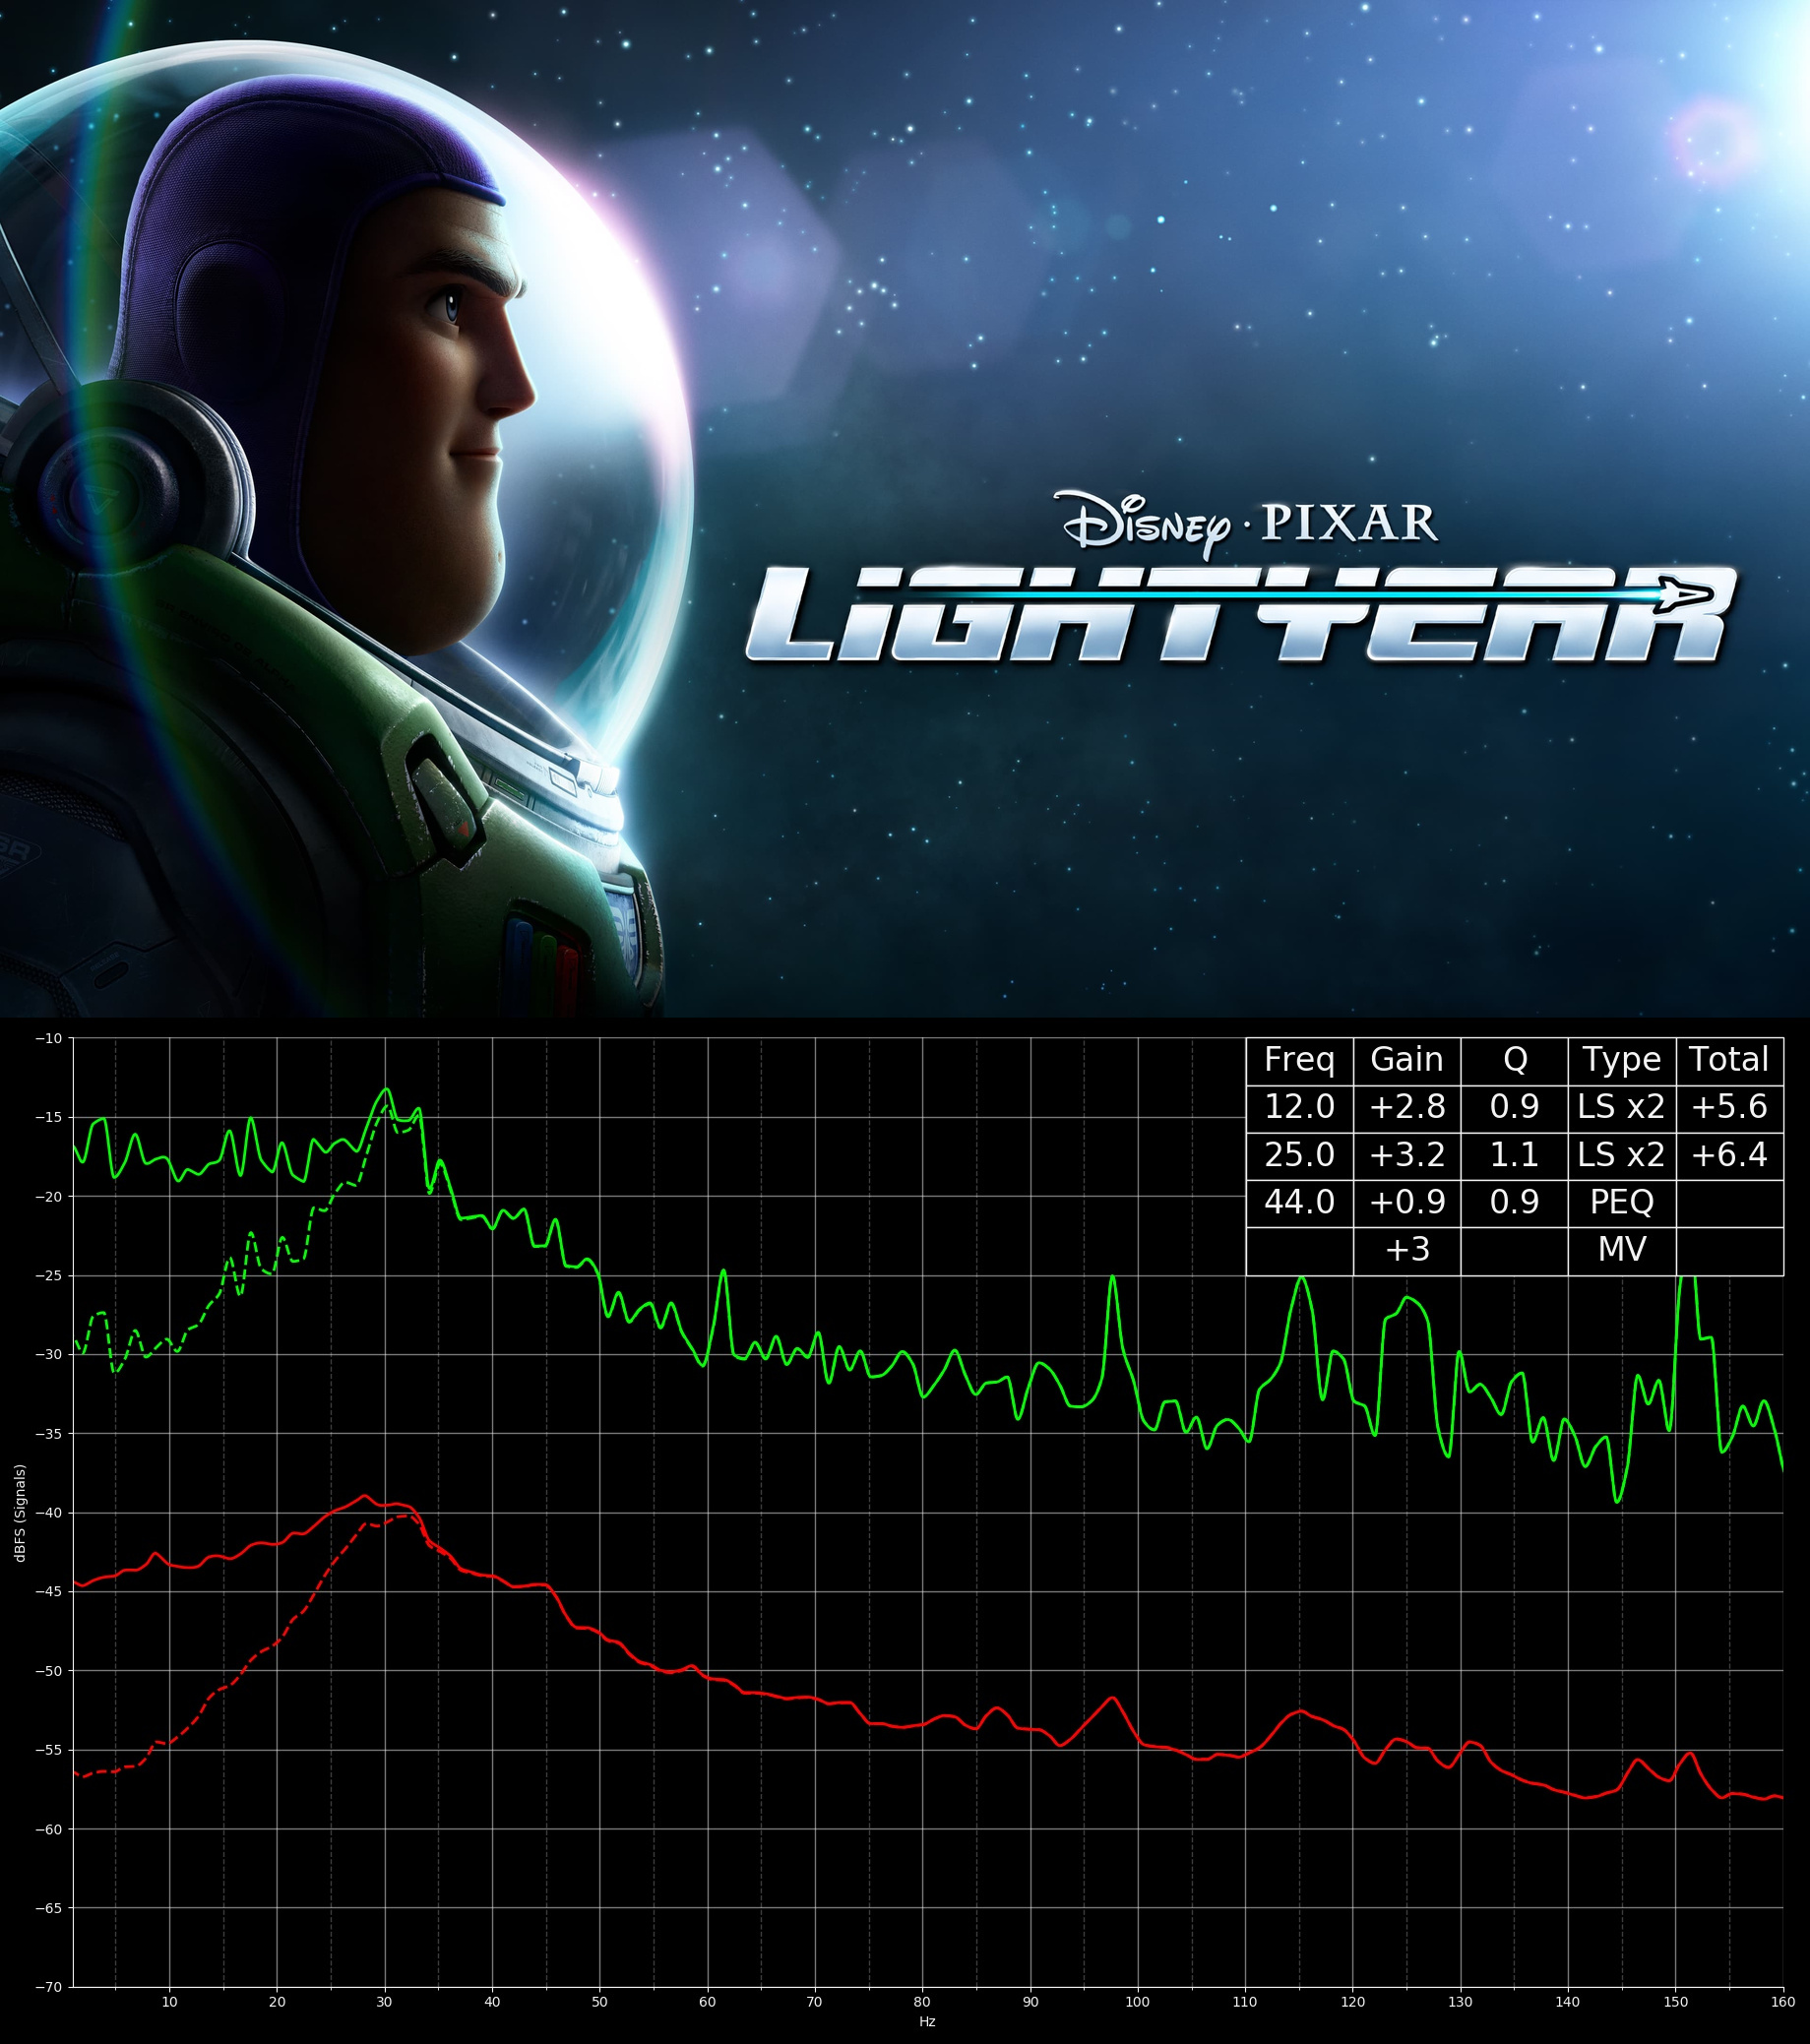 Disney · PIXAR
LIGHTYEAR
Freq Gain Q Type Total
12.0 +2.8 0.9 LS x2 +5.6
25.0 +3.2 1.1 LS x2 +6.4
44.0 +0.9 0.9 PEQ
+3 MV
−10
−15
−20
−25
−30
−35
−40
−45
−50
−55
−60
−65
−70
dBFS (Signals)
10 20 30 40 50 60 70 80 90 100 110 120 130 140 150 160
Hz